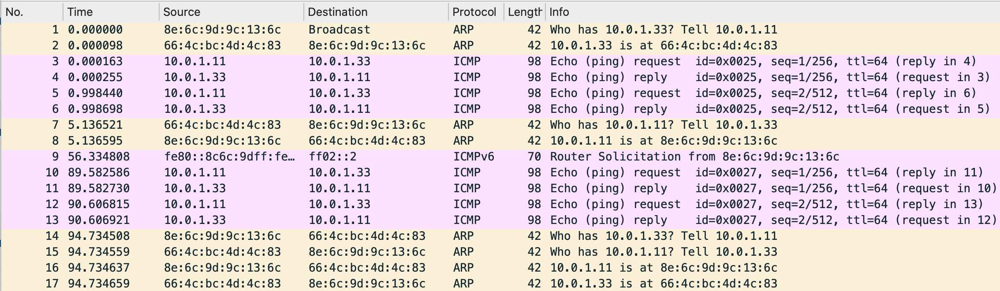 No. Time Source Destination Protocol Length Info
1 0.000000 8e:6c:9d:9c:13:6c Broadcast ARP 42 Who has 10.0.1.33? Tell 10.0.1.11
2 0.000098 66:4c:bc:4d:4c:83 8e:6c:9d:9c:13:6c ARP 42 10.0.1.33 is at 66:4c:bc:4d:4c:83
3 0.000163 10.0.1.11 10.0.1.33 ICMP 98 Echo (ping) request id=0x0025, seq=1/256, ttl=64 (reply in 4)
4 0.000255 10.0.1.33 10.0.1.11 ICMP 98 Echo (ping) reply id=0x0025, seq=1/256, ttl=64 (request in 3)
5 0.998440 10.0.1.11 10.0.1.33 ICMP 98 Echo (ping) request id=0x0025, seq=2/512, ttl=64 (reply in 6)
6 0.998698 10.0.1.33 10.0.1.11 ICMP 98 Echo (ping) reply id=0x0025, seq=2/512, ttl=64 (request in 5)
7 5.136521 66:4c:bc:4d:4c:83 8e:6c:9d:9c:13:6c ARP 42 Who has 10.0.1.11? Tell 10.0.1.33
8 5.136595 8e:6c:9d:9c:13:6c 66:4c:bc:4d:4c:83 ARP 42 10.0.1.11 is at 8e:6c:9d:9c:13:6c
9 56.334808 fe80::8c6c:9dff:fe… ff02::2 ICMPv6 70 Router Solicitation from 8e:6c:9d:9c:13:6c
10 89.582586 10.0.1.11 10.0.1.33 ICMP 98 Echo (ping) request id=0x0027, seq=1/256, ttl=64 (reply in 11)
11 89.582730 10.0.1.33 10.0.1.11 ICMP 98 Echo (ping) reply id=0x0027, seq=1/256, ttl=64 (request in 10)
12 90.606815 10.0.1.11 10.0.1.33 ICMP 98 Echo (ping) request id=0x0027, seq=2/512, ttl=64 (reply in 13)
13 90.606921 10.0.1.33 10.0.1.11 ICMP 98 Echo (ping) reply id=0x0027, seq=2/512, ttl=64 (request in 12)
14 94.734508 8e:6c:9d:9c:13:6c 66:4c:bc:4d:4c:83 ARP 42 Who has 10.0.1.33? Tell 10.0.1.11
15 94.734559 66:4c:bc:4d:4c:83 8e:6c:9d:9c:13:6c ARP 42 Who has 10.0.1.11? Tell 10.0.1.33
16 94.734637 8e:6c:9d:9c:13:6c 66:4c:bc:4d:4c:83 ARP 42 10.0.1.11 is at 8e:6c:9d:9c:13:6c
17 94.734659 66:4c:bc:4d:4c:83 8e:6c:9d:9c:13:6c ARP 42 10.0.1.33 is at 66:4c:bc:4d:4c:83